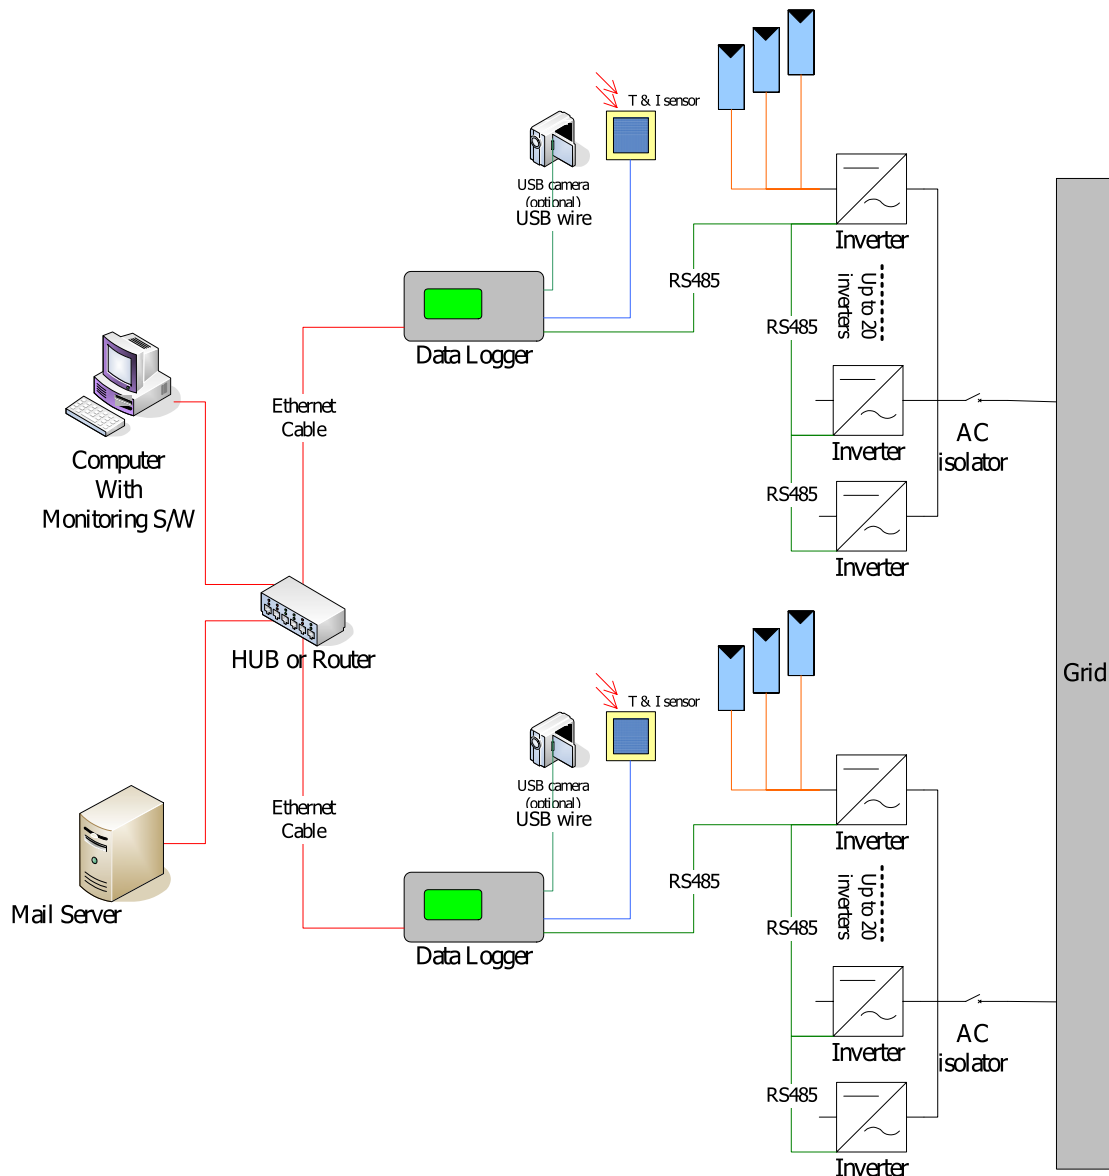 T & I sensor
USB camera
(optional)
USB wire
Inverter
RS485
Up to 20
inverters
RS485
Data Logger
Ethernet
Cable
Inverter
AC
isolator
Computer
With
Monitoring S/W
RS485
Inverter
HUB or Router
Grid
T & I sensor
USB camera
(optional)
USB wire
Inverter
Ethernet
Cable
RS485
Up to 20
inverters
RS485
Mail Server
Data Logger
Inverter
AC
isolator
RS485
Inverter